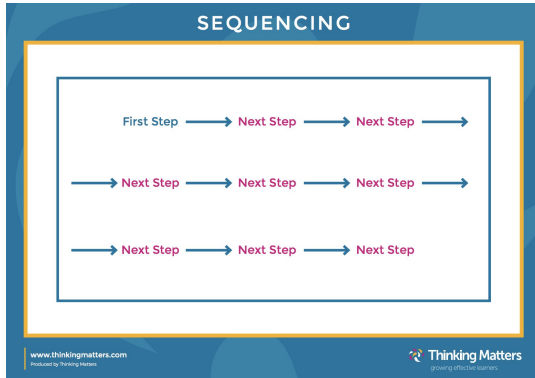 SEQUENCING
First Step Next Step Next Step
Next Step Next Step Next Step
Next Step Next Step Next Step
www.thinkingmatters.com
Produced by Thinking Matters
Thinking Matters
growing effective learners